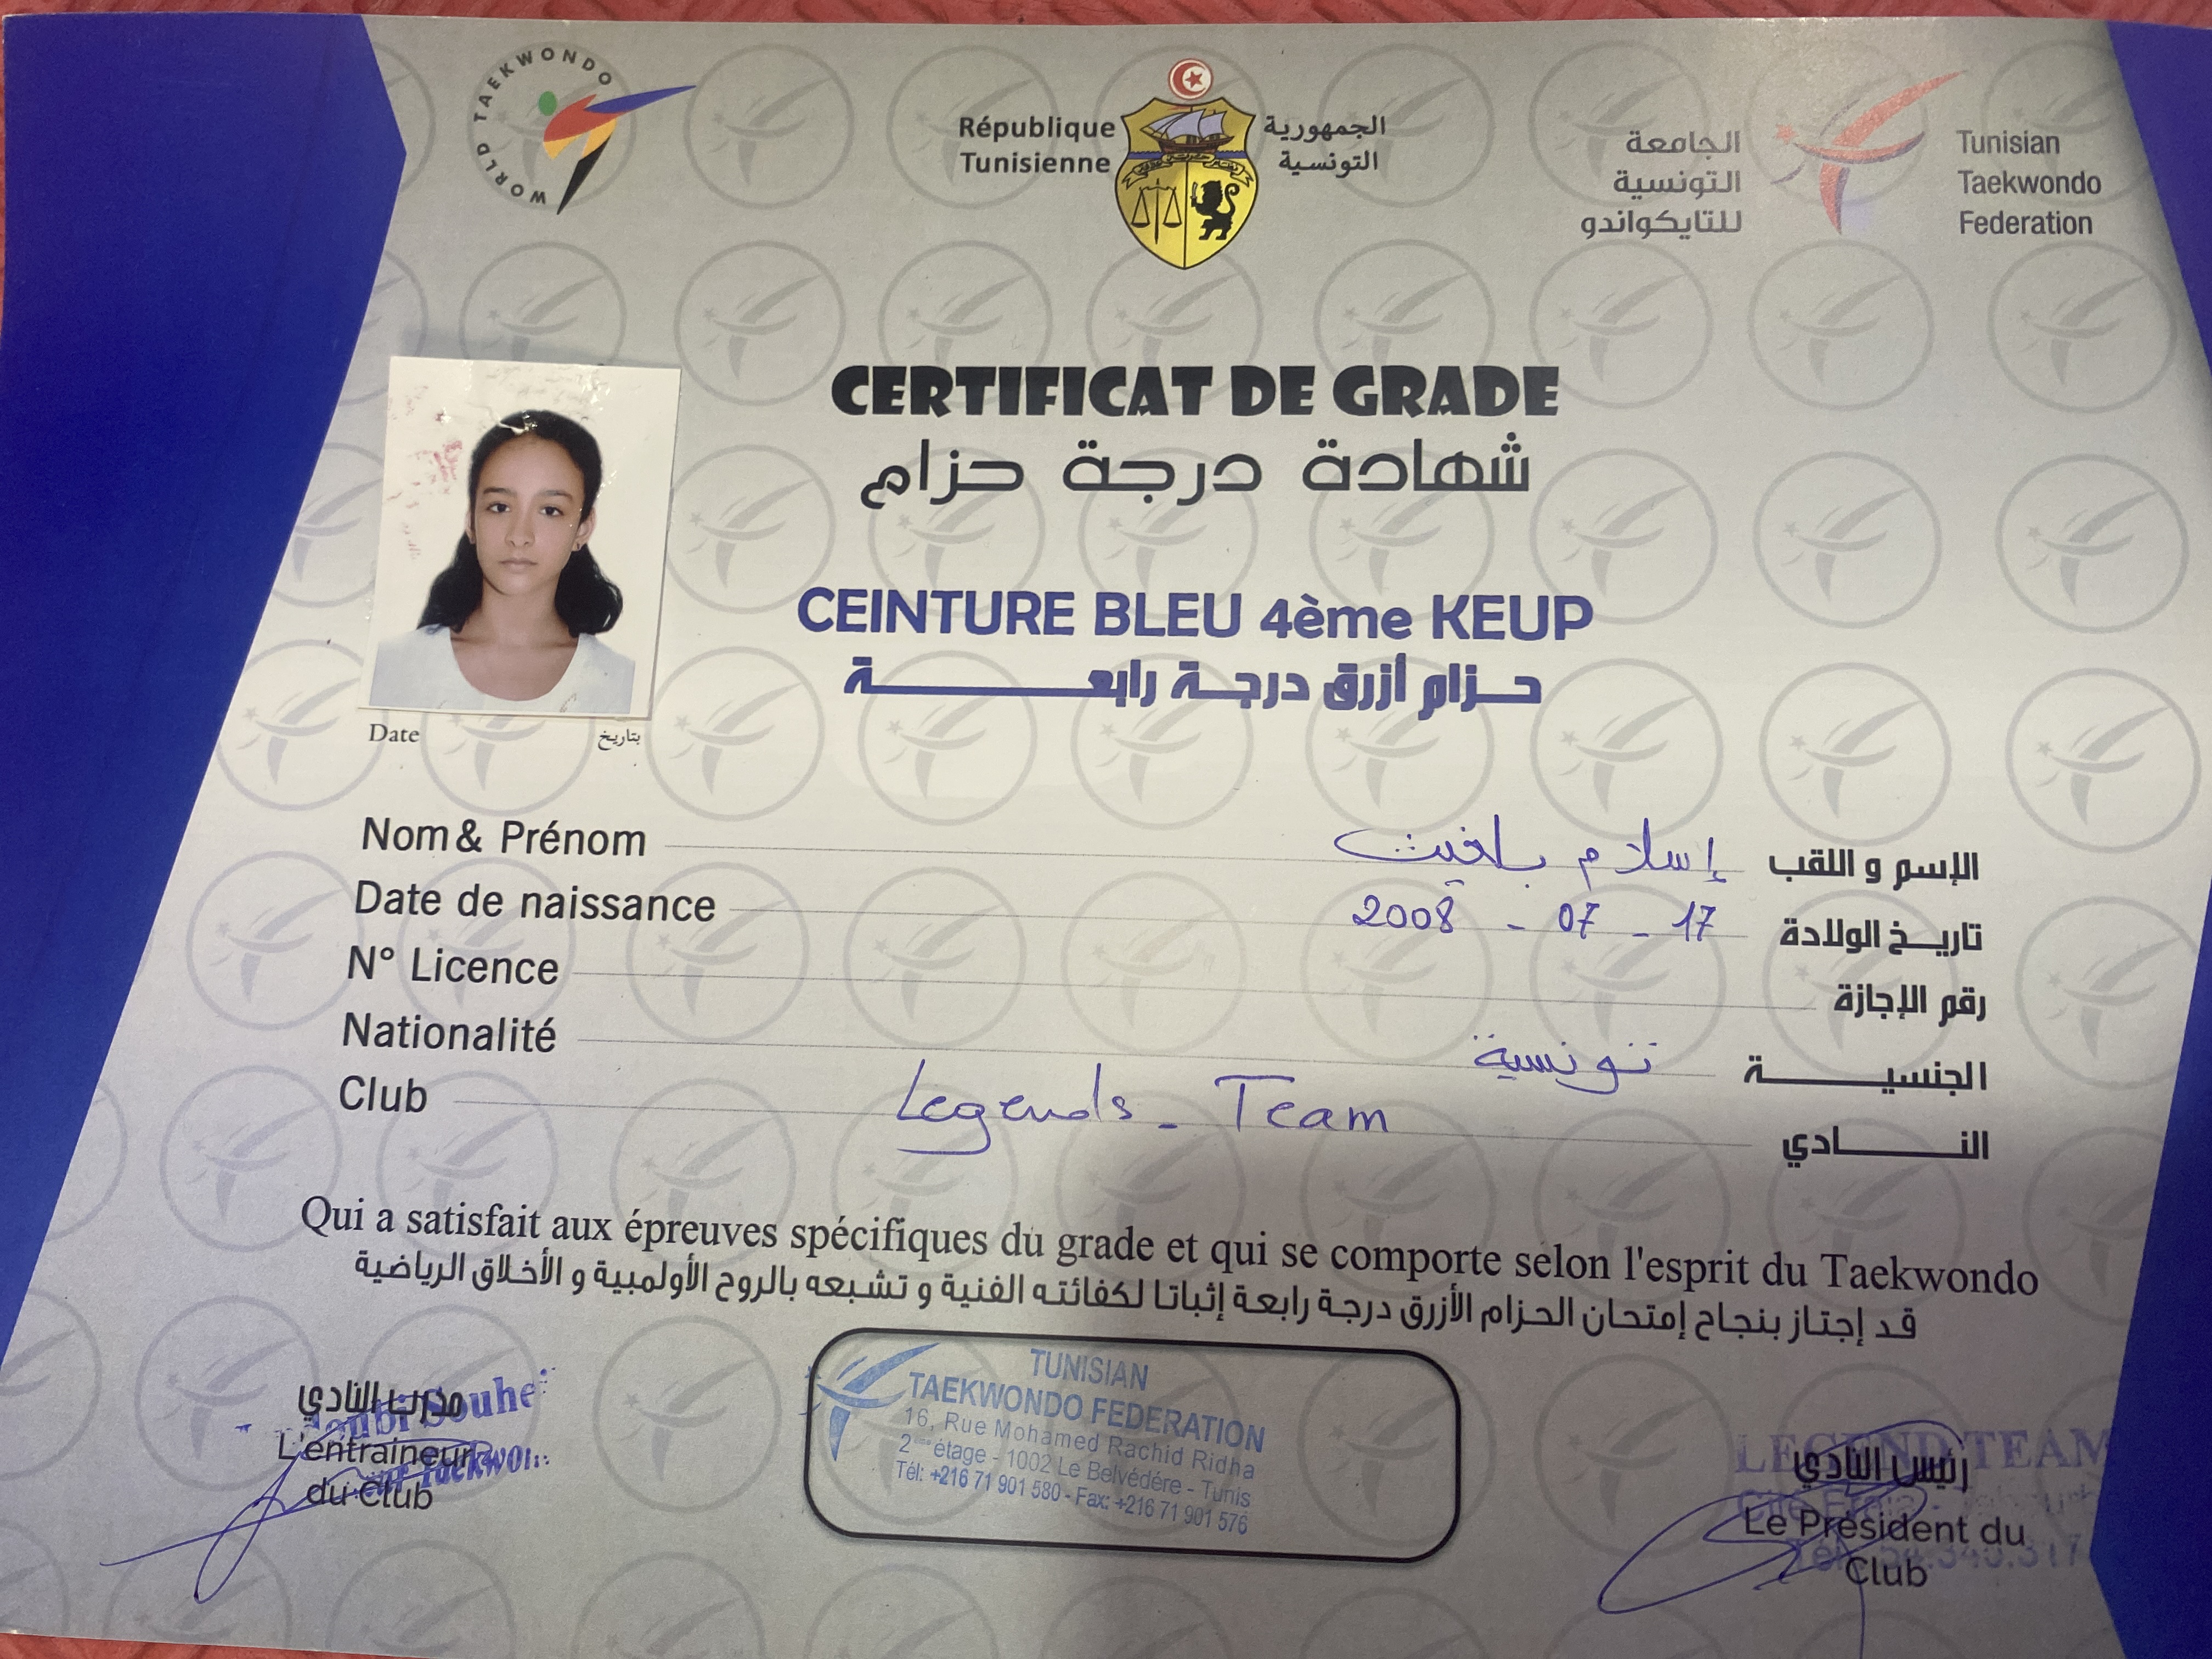 WORLD TAEKWONDO
République
Tunisienne
الجمهورية
التونسية
الجامعة
التونسية
للتايكواندو
Tunisian
Taekwondo
Federation
CERTIFICAT DE GRADE
شهادة درجة حزام
CEINTURE BLEU 4ème KEUP
حزام أزرق درجة رابعة
Date بتاريخ
Nom & Prénom إسلام بلغيث الإسم و اللقب
Date de naissance 2008 - 07 - 17 تاريخ الولادة
N° Licence رقم الإجازة
Nationalité تونسية الجنسية
Club Legends - Team النادي
Qui a satisfait aux épreuves spécifiques du grade et qui se comporte selon l'esprit du Taekwondo
قد إجتاز بنجاح إمتحان الحزام الأزرق درجة رابعة إثباتا لكفائته الفنية و تشبعه بالروح الأولمبية و الأخلاق الرياضية
مدرب النادي
L'entraineur
du Club
TUNISIAN
TAEKWONDO FEDERATION
16, Rue Mohamed Rachid Ridha
2ème étage - 1002 Le Belvédére - Tunis
Tél: +216 71 901 580 - Fax: +216 71 901 576
LEGEND TEAM
رئيس النادي
Le Président du
Club